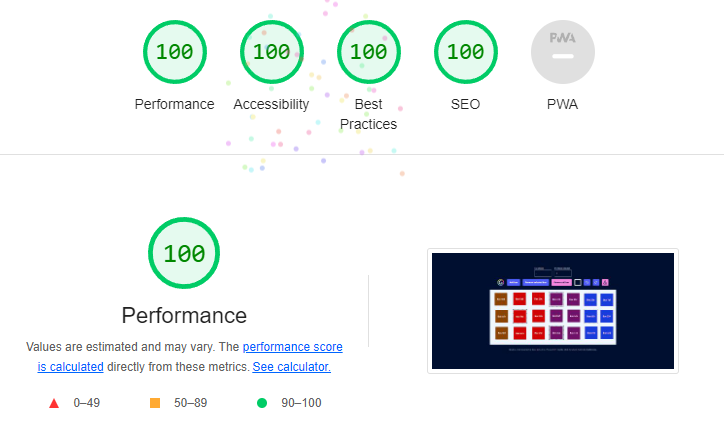 100 100 100 100 PWA
Performance Accessibility Best Practices SEO PWA
100
Performance
Values are estimated and may vary. The performance score
is calculated directly from these metrics. See calculator.
0–49 50–89 90–100